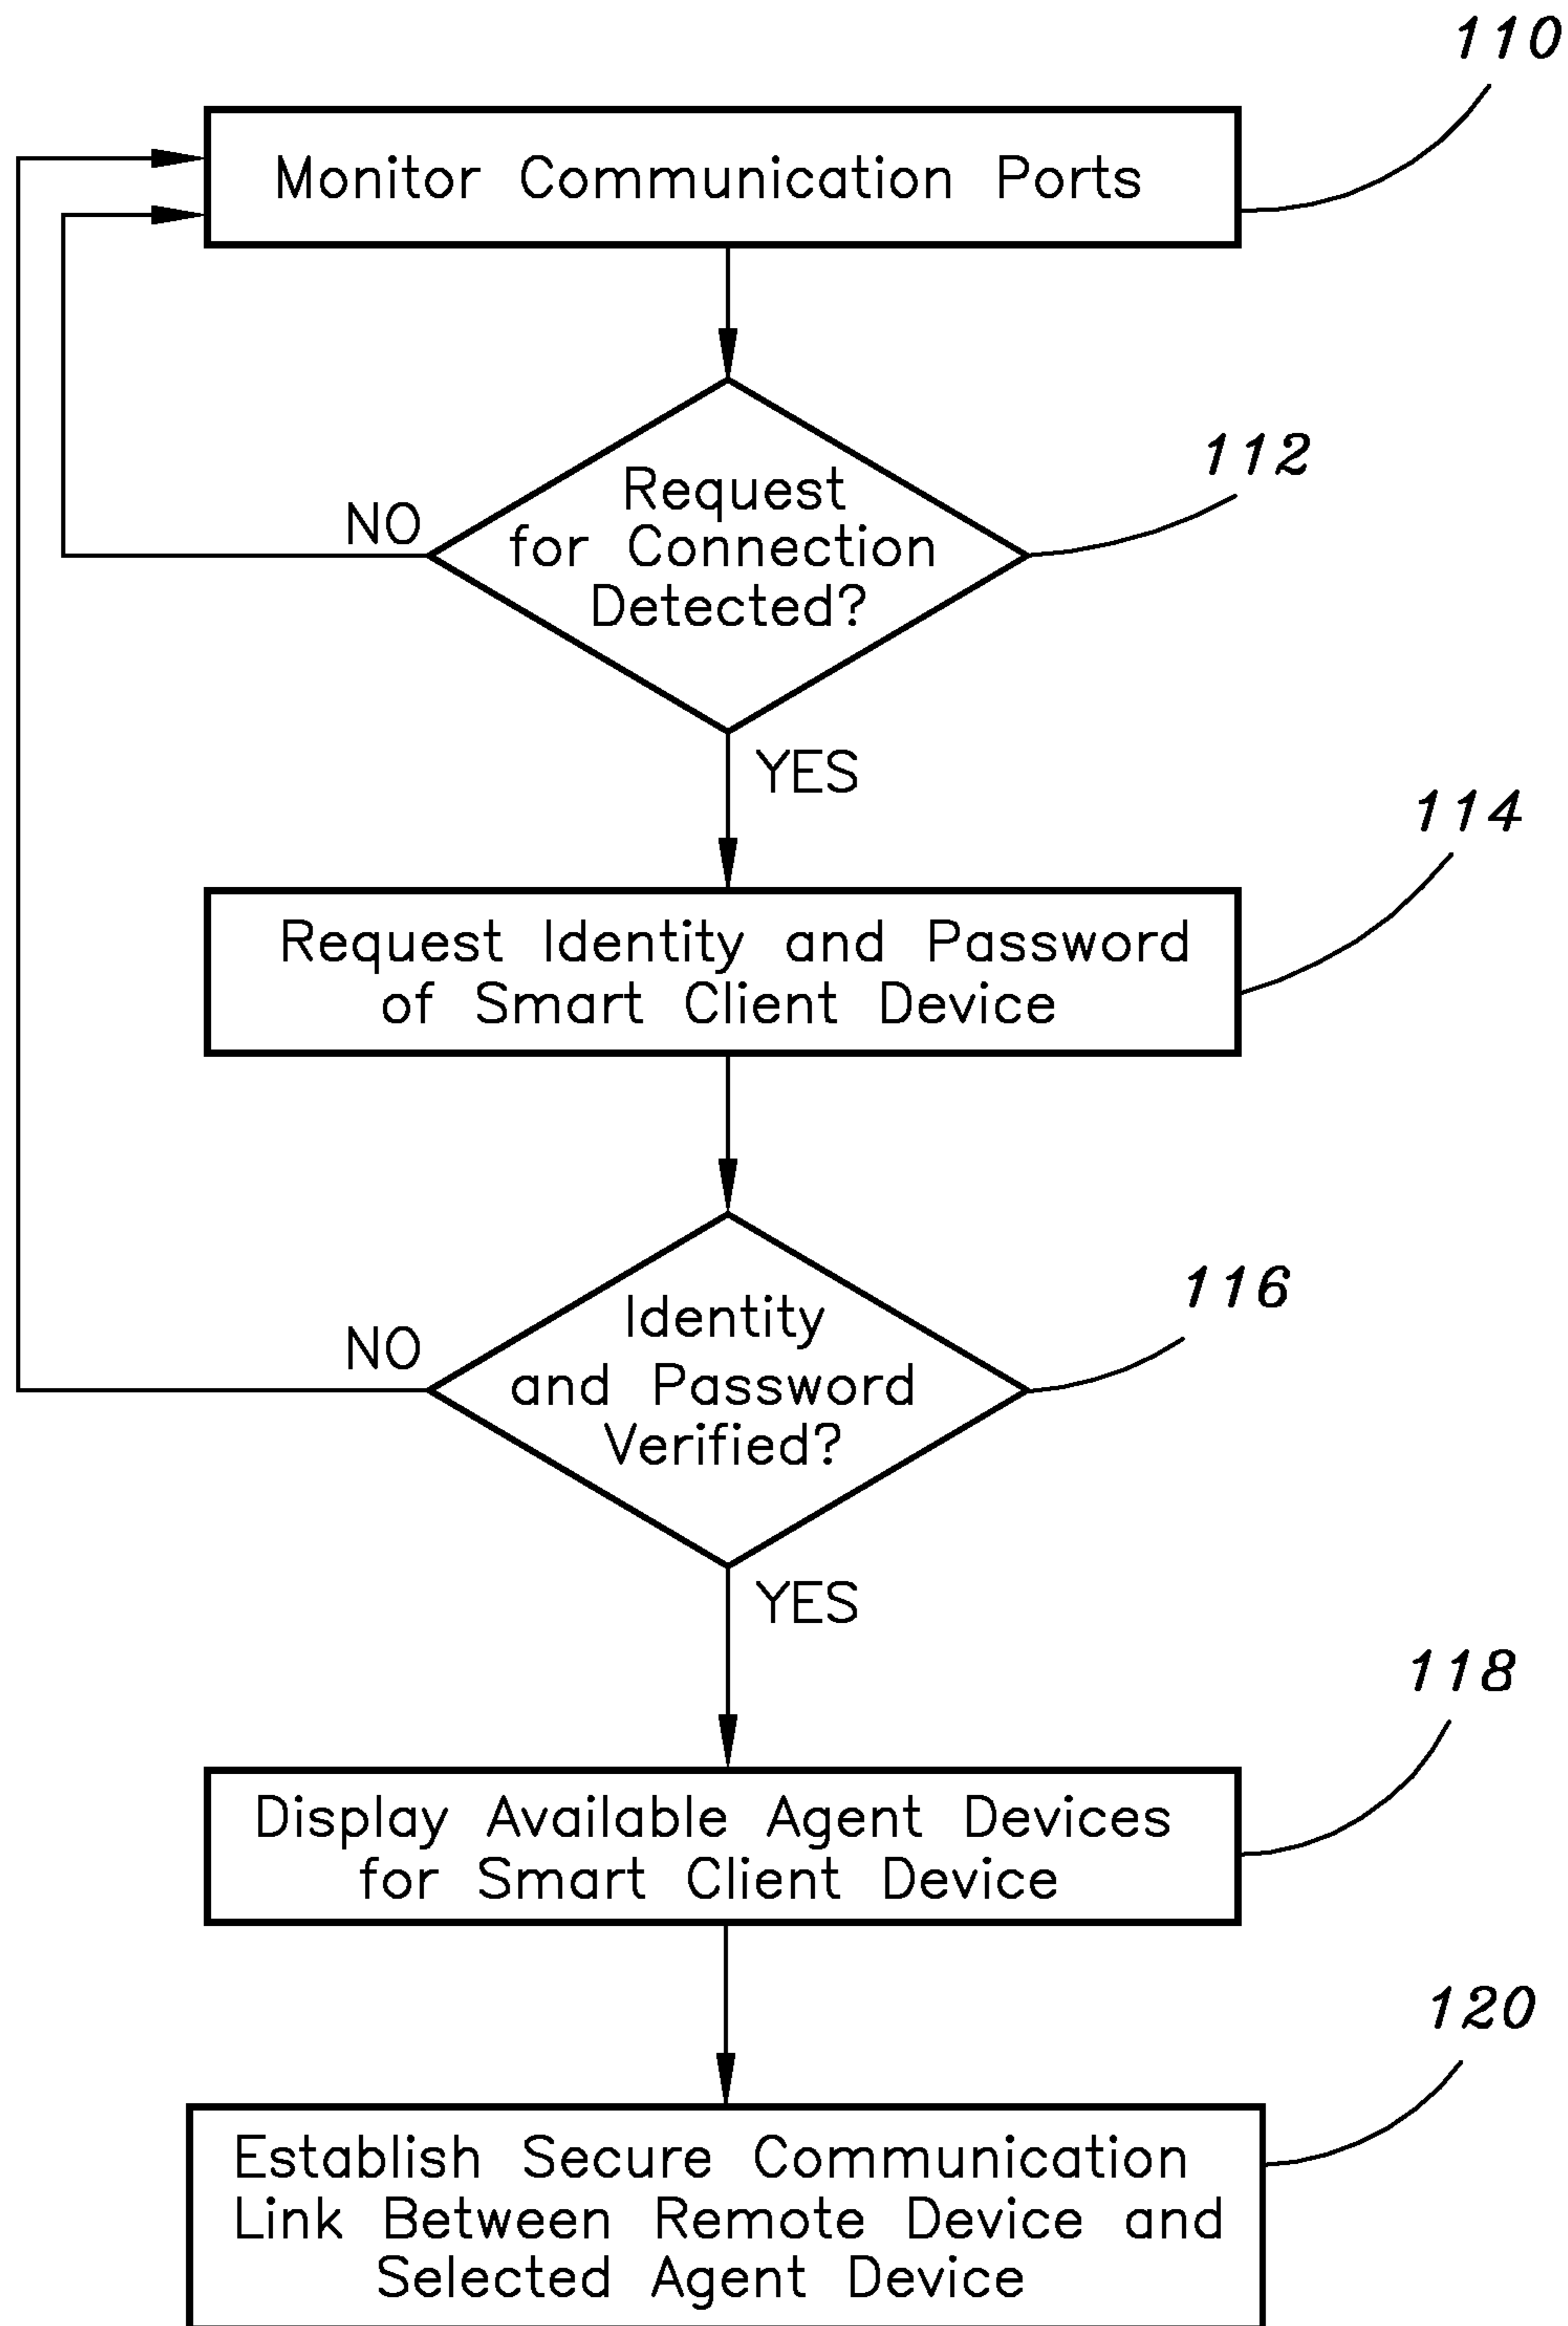 110
Monitor Communication Ports
112
Request
for Connection
Detected?
NO
YES
114
Request Identity and Password
of Smart Client Device
116
Identity
and Password
Verified?
NO
YES
118
Display Available Agent Devices
for Smart Client Device
120
Establish Secure Communication
Link Between Remote Device and
Selected Agent Device